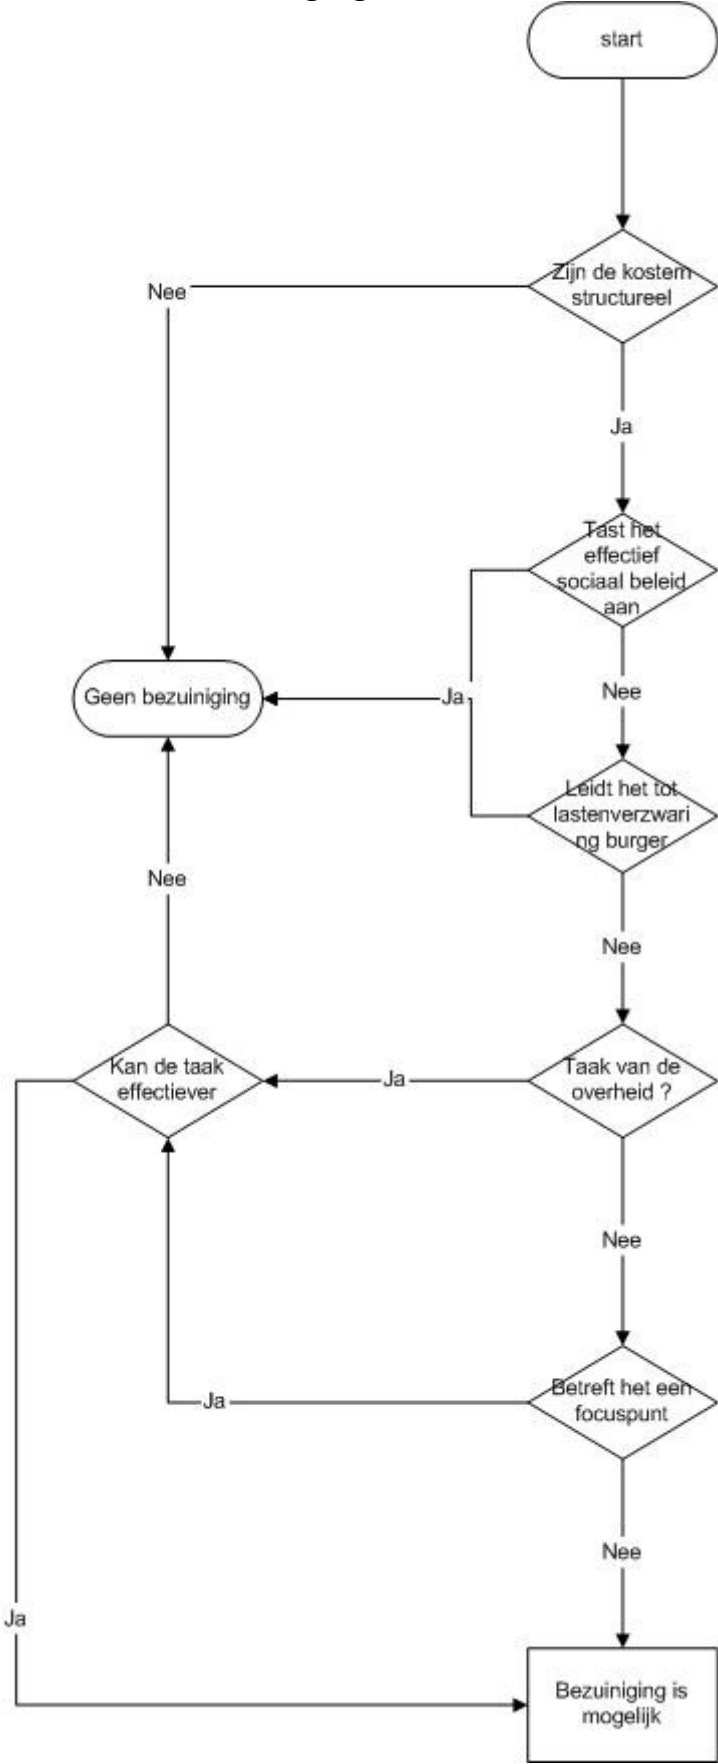 start
Zijn de kostem
structureel
Nee
Ja
Tast het
effectief
sociaal beleid
aan
Geen bezuiniging
Ja
Nee
Leidt het tot
lastenverzwari
ng burger
Nee
Nee
Kan de taak
effectiever
Ja
Taak van de
overheid ?
Nee
Betreft het een
focuspunt
Ja
Nee
Ja
Bezuiniging is
mogelijk